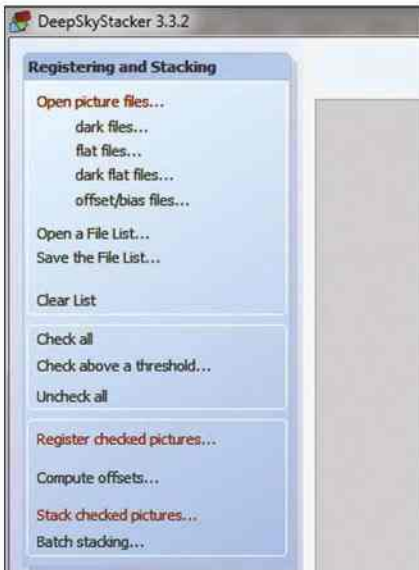 DeepSkyStacker 3.3.2
Registering and Stacking
Open picture files...
dark files...
flat files...
dark flat files...
offset/bias files...
Open a File List...
Save the File List...
Clear List
Check all
Check above a threshold...
Uncheck all
Register checked pictures...
Compute offsets...
Stack checked pictures...
Batch stacking...